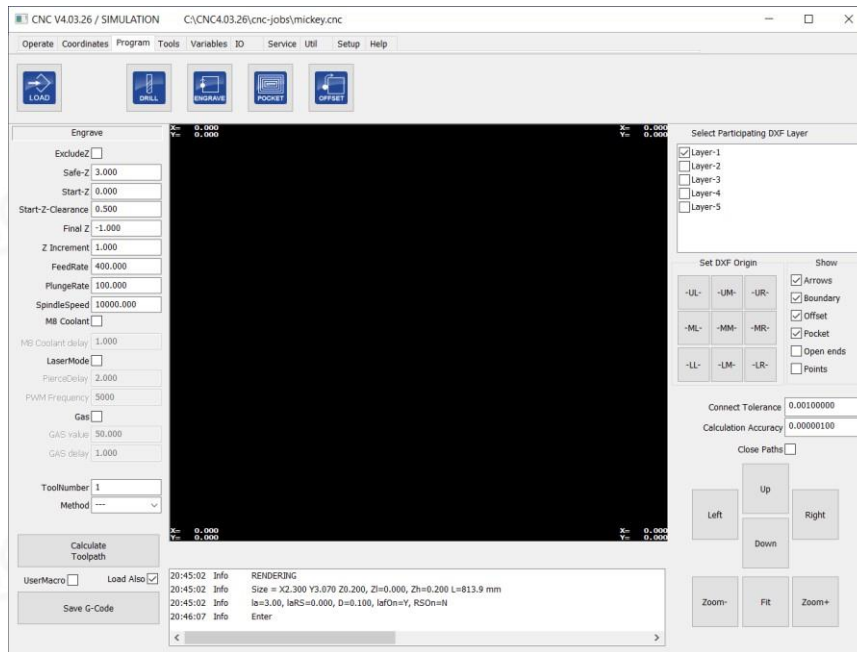 CNC V4.03.26 / SIMULATION C:\CNC4.03.26\cnc-jobs\mickey.cnc
Operate Coordinates Program Tools Variables IO Service Util Setup Help
LOAD DRILL ENGRAVE POCKET OFFSET
Engrave
ExcludeZ
Safe-Z 3.000
Start-Z 0.000
Start-Z-Clearance 0.500
Final Z -1.000
Z Increment 1.000
FeedRate 400.000
PlungeRate 100.000
SpindleSpeed 10000.000
M8 Coolant
M8 Coolant delay 1.000
LaserMode
PierceDelay 2.000
PWM Frequency 5000
Gas
GAS value 50.000
GAS delay 1.000
ToolNumber 1
Method ---
Calculate
Toolpath
UserMacro Load Also
Save G-Code
X= 0.000 X= 0.000
Y= 0.000 Y= 0.000
X= 0.000 X= 0.000
Y= 0.000 Y= 0.000
20:45:02 Info RENDERING
20:45:02 Info Size = X2.300 Y3.070 Z0.200, Zl=0.000, Zh=0.200 L=813.9 mm
20:45:02 Info la=3.00, laRS=0.000, D=0.100, lafOn=Y, RSOn=N
20:46:07 Info Enter
Select Participating DXF Layer
Layer-1
Layer-2
Layer-3
Layer-4
Layer-5
Set DXF Origin Show
-UL- -UM- -UR-
-ML- -MM- -MR-
-LL- -LM- -LR-
Arrows
Boundary
Offset
Pocket
Open ends
Points
Connect Tolerance 0.00100000
Calculation Accuracy 0.00000100
Close Paths
Up
Left Right
Down
Zoom- Fit Zoom+